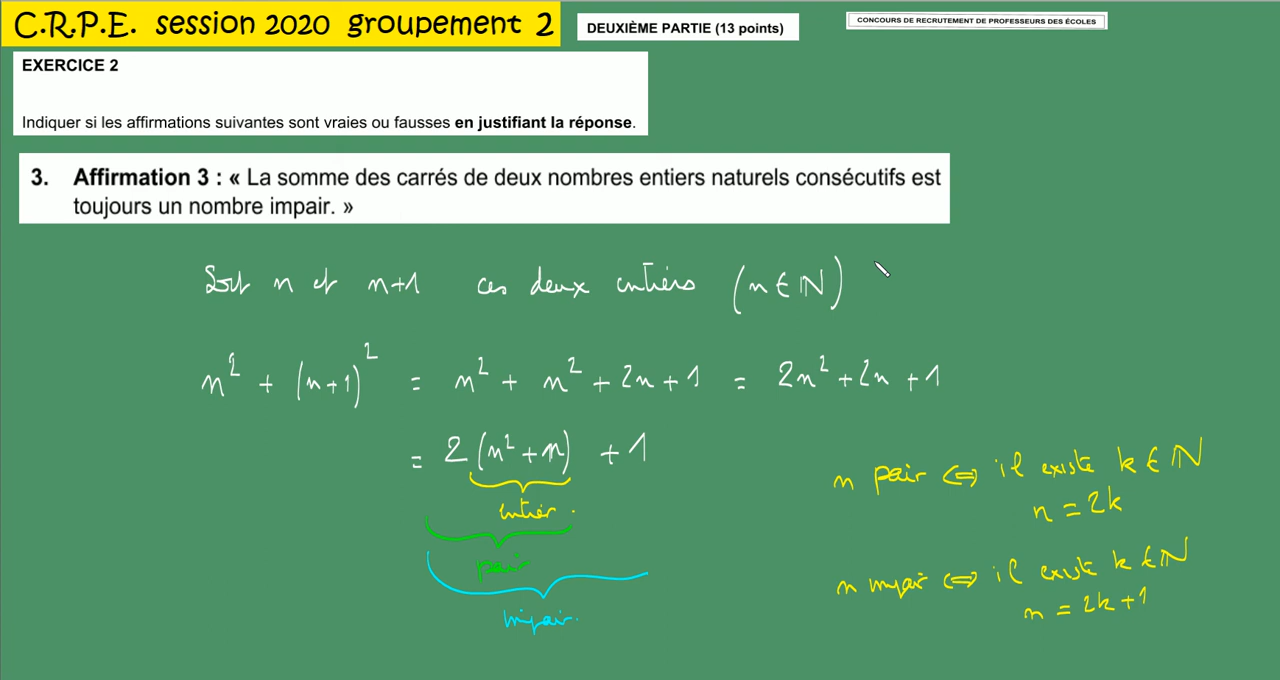 C.R.P.E. session 2020 groupement 2
DEUXIÈME PARTIE (13 points)
CONCOURS DE RECRUTEMENT DE PROFESSEURS DES ÉCOLES
EXERCICE 2
Indiquer si les affirmations suivantes sont vraies ou fausses en justifiant la réponse.
3. Affirmation 3 : « La somme des carrés de deux nombres entiers naturels consécutifs est
toujours un nombre impair. »
Soit n et n+1 ces deux entiers (n ∈ ℕ)
n² + (n+1)² = n² + n² + 2n + 1 = 2n² + 2n + 1
= 2 (n² + n) + 1
entier.
pair
impair.
n pair ⇔ il existe k ∈ ℕ
n = 2k
n impair ⇔ il existe k ∈ ℕ
n = 2k + 1